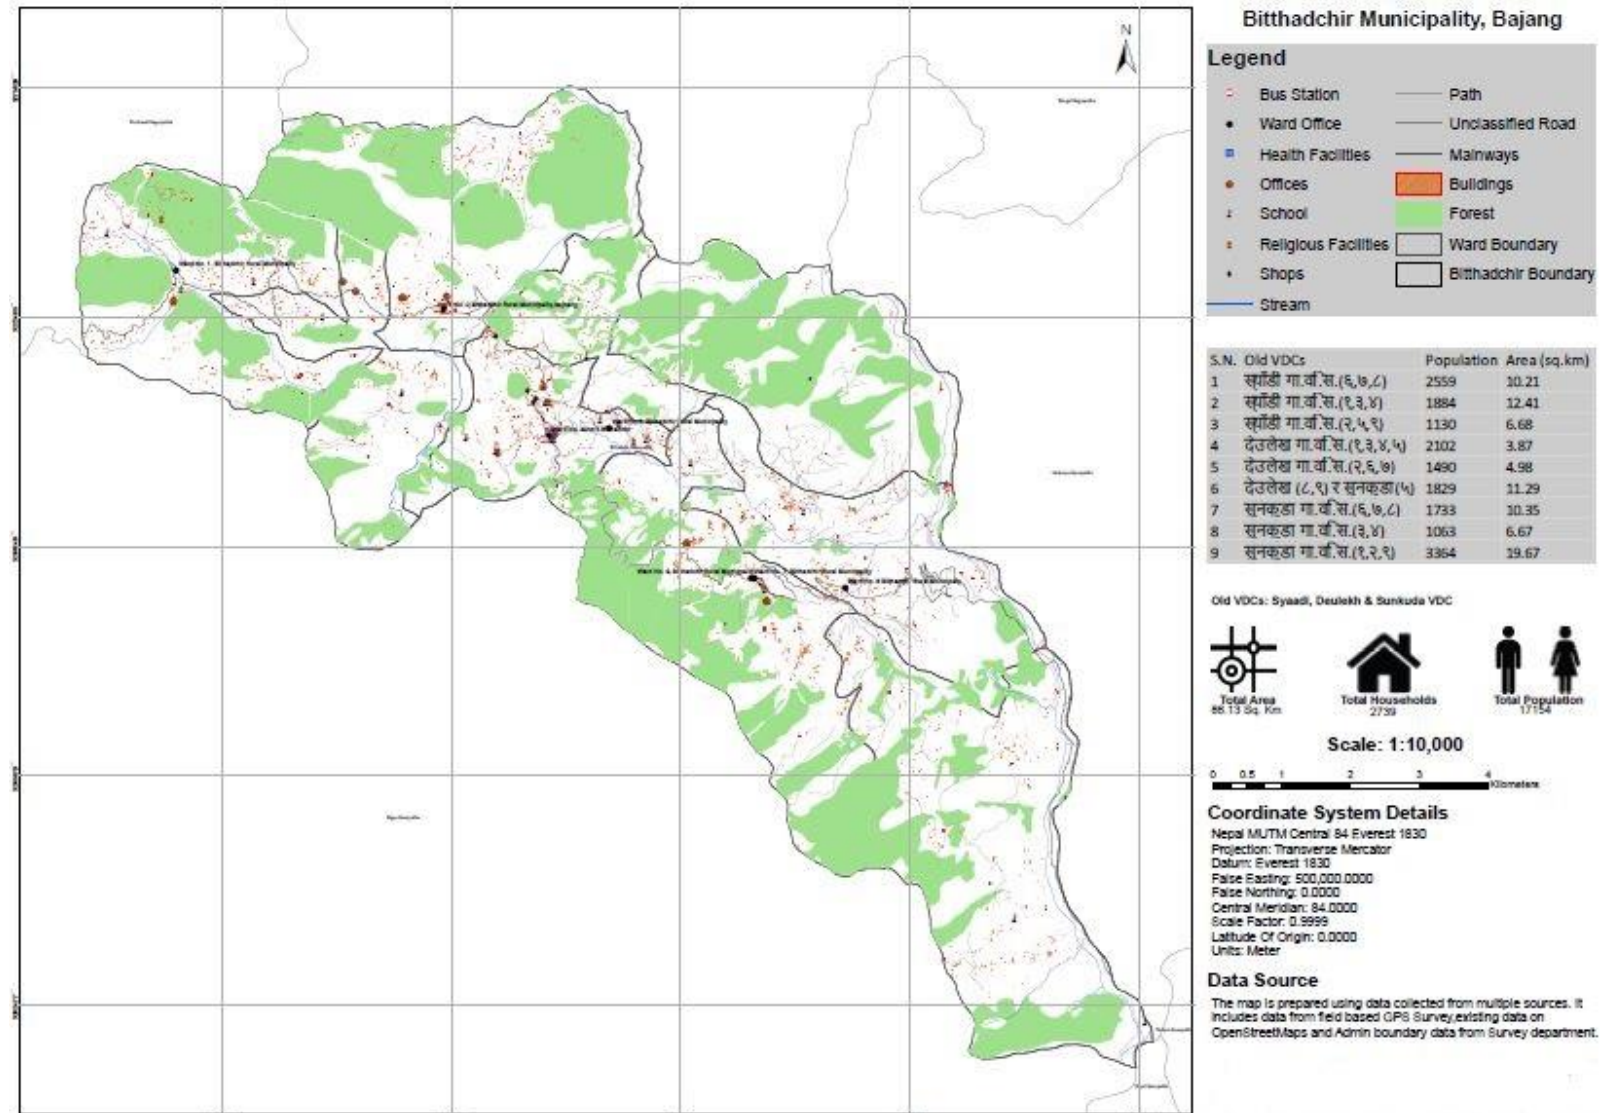 N
Bitthadchir Municipality, Bajang
Legend
Bus Station
Path
Ward Office
Unclassified Road
Health Facilities
Mainways
Offices
Buildings
School
Forest
Religious Facilities
Ward Boundary
Shops
Bitthadchir Boundary
Stream
S.N. Old VDCs Population Area (sq.km)
1 गा.वि.स.(६,७,८) 2559 10.21
2 गा.वि.स.(१,३,४) 1884 12.41
3 गा.वि.स.(२,५,९) 1130 6.68
4 देउलेख गा.वि.स.(१,३,४,५) 2102 3.87
5 देउलेख गा.वि.स.(२,६,७) 1490 4.98
6 देउलेख (८,९) र सुनकुडा(५) 1829 11.29
7 सुनकुडा गा.वि.स.(६,७,८) 1733 10.35
8 सुनकुडा गा.वि.स.(३,४) 1063 6.67
9 सुनकुडा गा.वि.स.(१,२,९) 3364 19.67
Old VDCs: Syaadi, Deulekh & Sunkuda VDC
Total Area
86.13 Sq. Km
Total Households
2739
Total Population
17154
Scale: 1:10,000
0 0.5 1 2 3 4
Kilometers
Coordinate System Details
Nepal MUTM Central 84 Everest 1830
Projection: Transverse Mercator
Datum: Everest 1830
False Easting: 500,000.0000
False Northing: 0.0000
Central Meridian: 84.0000
Scale Factor: 0.9999
Latitude Of Origin: 0.0000
Units: Meter
Data Source
The map is prepared using data collected from multiple sources. It
includes data from field based GPS Survey,existing data on
OpenStreetMaps and Admin boundary data from Survey department.